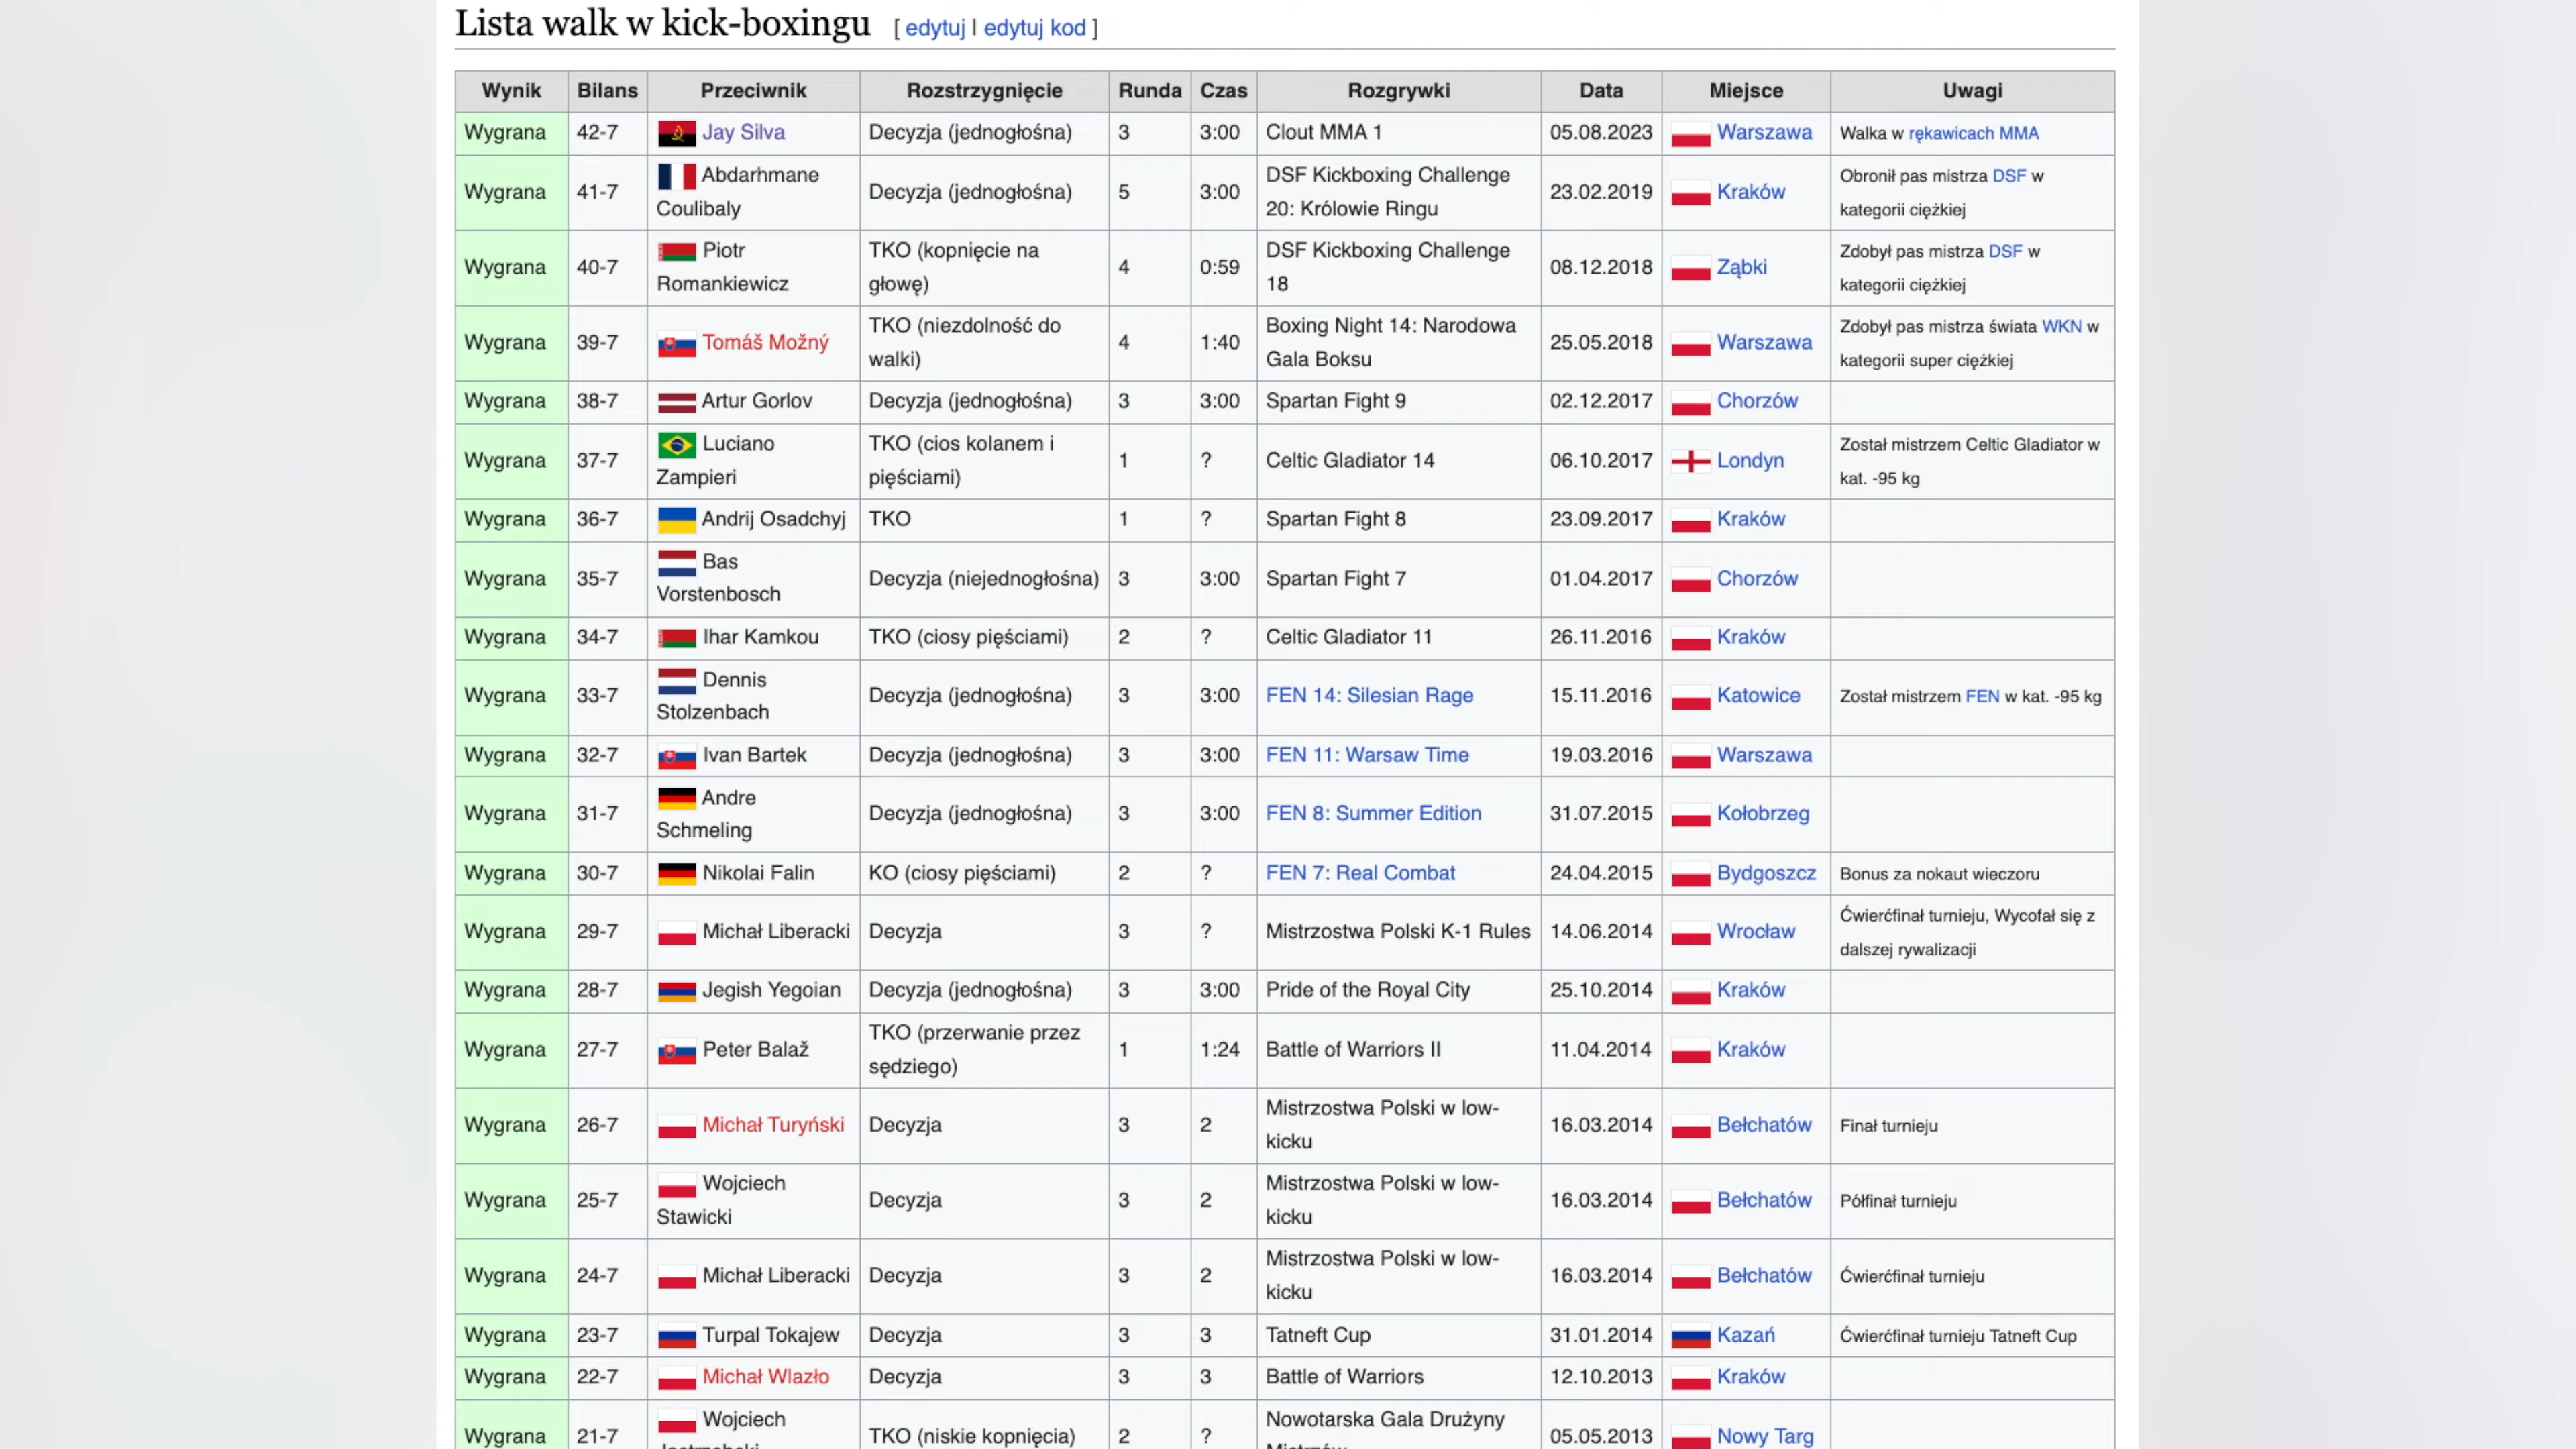 Lista walk w kick-boxingu [ edytuj | edytuj kod ]
Wynik Bilans Przeciwnik Rozstrzygnięcie Runda Czas Rozgrywki Data Miejsce Uwagi
Wygrana 42-7 Jay Silva Decyzja (jednogłośna) 3 3:00 Clout MMA 1 05.08.2023 Warszawa Walka w rękawicach MMA
Wygrana 41-7 Abdarhmane Coulibaly Decyzja (jednogłośna) 5 3:00 DSF Kickboxing Challenge 20: Królowie Ringu 23.02.2019 Kraków Obronił pas mistrza DSF w kategorii ciężkiej
Wygrana 40-7 Piotr Romankiewicz TKO (kopnięcie na głowę) 4 0:59 DSF Kickboxing Challenge 18 08.12.2018 Ząbki Zdobył pas mistrza DSF w kategorii ciężkiej
Wygrana 39-7 Tomáš Možný TKO (niezdolność do walki) 4 1:40 Boxing Night 14: Narodowa Gala Boksu 25.05.2018 Warszawa Zdobył pas mistrza świata WKN w kategorii super ciężkiej
Wygrana 38-7 Artur Gorlov Decyzja (jednogłośna) 3 3:00 Spartan Fight 9 02.12.2017 Chorzów
Wygrana 37-7 Luciano Zampieri TKO (cios kolanem i pięściami) 1 ? Celtic Gladiator 14 06.10.2017 Londyn Został mistrzem Celtic Gladiator w kat. -95 kg
Wygrana 36-7 Andrij Osadchyj TKO 1 ? Spartan Fight 8 23.09.2017 Kraków
Wygrana 35-7 Bas Vorstenbosch Decyzja (niejednogłośna) 3 3:00 Spartan Fight 7 01.04.2017 Chorzów
Wygrana 34-7 Ihar Kamkou TKO (ciosy pięściami) 2 ? Celtic Gladiator 11 26.11.2016 Kraków
Wygrana 33-7 Dennis Stolzenbach Decyzja (jednogłośna) 3 3:00 FEN 14: Silesian Rage 15.11.2016 Katowice Został mistrzem FEN w kat. -95 kg
Wygrana 32-7 Ivan Bartek Decyzja (jednogłośna) 3 3:00 FEN 11: Warsaw Time 19.03.2016 Warszawa
Wygrana 31-7 Andre Schmeling Decyzja (jednogłośna) 3 3:00 FEN 8: Summer Edition 31.07.2015 Kołobrzeg
Wygrana 30-7 Nikolai Falin KO (ciosy pięściami) 2 ? FEN 7: Real Combat 24.04.2015 Bydgoszcz Bonus za nokaut wieczoru
Wygrana 29-7 Michał Liberacki Decyzja 3 ? Mistrzostwa Polski K-1 Rules 14.06.2014 Wrocław Ćwierćfinał turnieju, Wycofał się z dalszej rywalizacji
Wygrana 28-7 Jegish Yegoian Decyzja (jednogłośna) 3 3:00 Pride of the Royal City 25.10.2014 Kraków
Wygrana 27-7 Peter Balaž TKO (przerwanie przez sędziego) 1 1:24 Battle of Warriors II 11.04.2014 Kraków
Wygrana 26-7 Michał Turyński Decyzja 3 2 Mistrzostwa Polski w low-kicku 16.03.2014 Bełchatów Finał turnieju
Wygrana 25-7 Wojciech Stawicki Decyzja 3 2 Mistrzostwa Polski w low-kicku 16.03.2014 Bełchatów Półfinał turnieju
Wygrana 24-7 Michał Liberacki Decyzja 3 2 Mistrzostwa Polski w low-kicku 16.03.2014 Bełchatów Ćwierćfinał turnieju
Wygrana 23-7 Turpal Tokajew Decyzja 3 3 Tatneft Cup 31.01.2014 Kazań Ćwierćfinał turnieju Tatneft Cup
Wygrana 22-7 Michał Wlazło Decyzja 3 3 Battle of Warriors 12.10.2013 Kraków
Wygrana 21-7 Wojciech TKO (niskie kopnięcia) 2 ? Nowotarska Gala Drużyny 05.05.2013 Nowy Targ